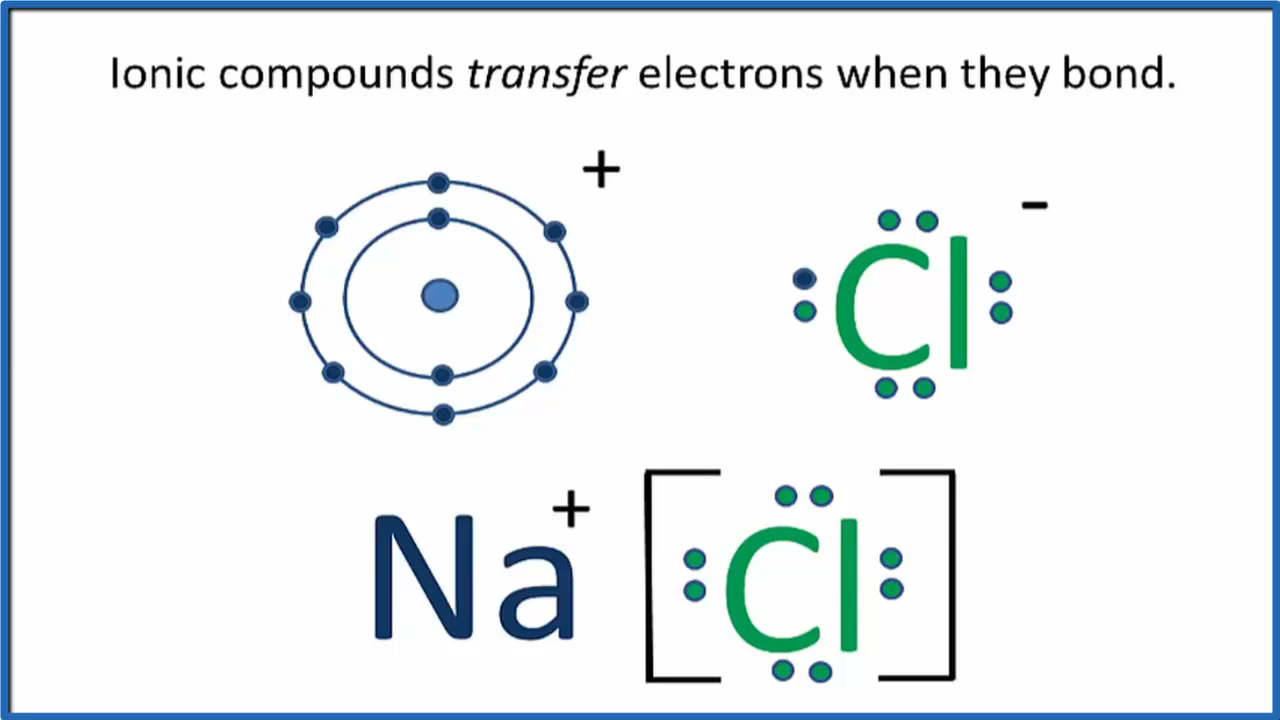 Ionic compounds transfer electrons when they bond.
+
-
Cl
Na+ [Cl]